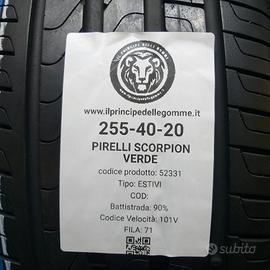 IL PRINCIPE DELLE GOMME
www.ilprincipedellegomme.it
255-40-20
PIRELLI SCORPION
VERDE
codice prodotto: 52331
Tipo: ESTIVI
COD:
Battistrada: 90%
Codice Velocità: 101V
FILA: 71
subito